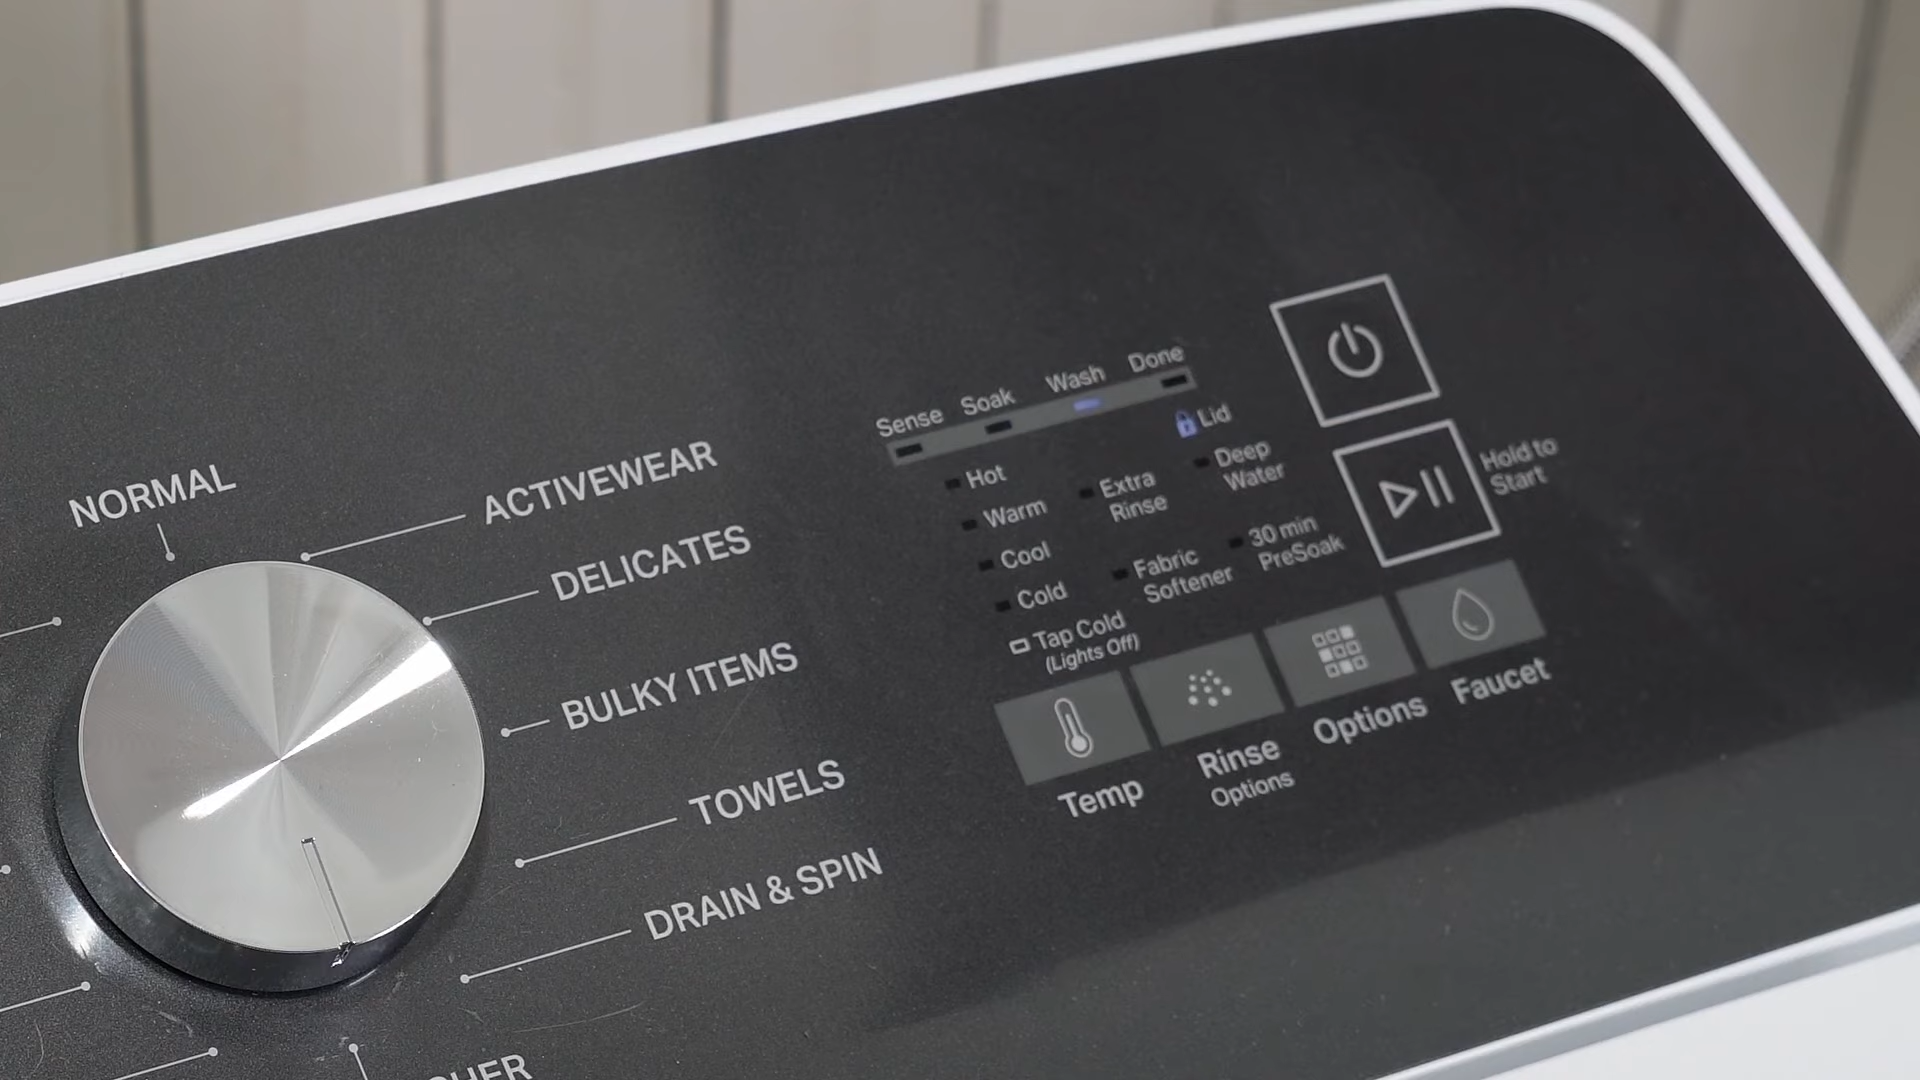 NORMAL
ACTIVEWEAR
DELICATES
BULKY ITEMS
TOWELS
DRAIN & SPIN
Sense Soak Wash Done
Lid
Hot
Warm
Cool
Cold
Tap Cold
(Lights Off)
Extra
Rinse
Fabric
Softener
Deep
Water
30 min
PreSoak
Hold to
Start
Temp
Rinse
Options
Options
Faucet